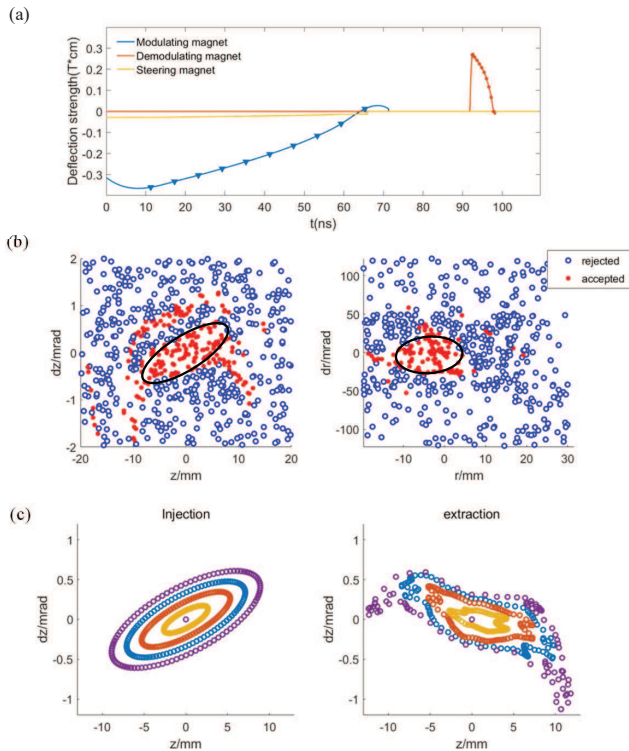 (a)
Deflection strength(T*cm)
0.3
0.2
0.1
0
-0.1
-0.2
-0.3
Modulating magnet
Demodulating magnet
Steering magnet
0 10 20 30 40 50 60 70 80 90 100
t(ns)
(b)
dz/mrad
2
1
0
-1
-2
-20 -10 0 10 20
z/mm
dr/mrad
100
50
0
-50
-100
-10 0 10 20 30
r/mm
rejected
accepted
(c)
Injection
dz/mrad
1
0.5
0
-0.5
-1
-10 -5 0 5 10
z/mm
extraction
dz/mrad
1
0.5
0
-0.5
-1
-10 -5 0 5 10
z/mm